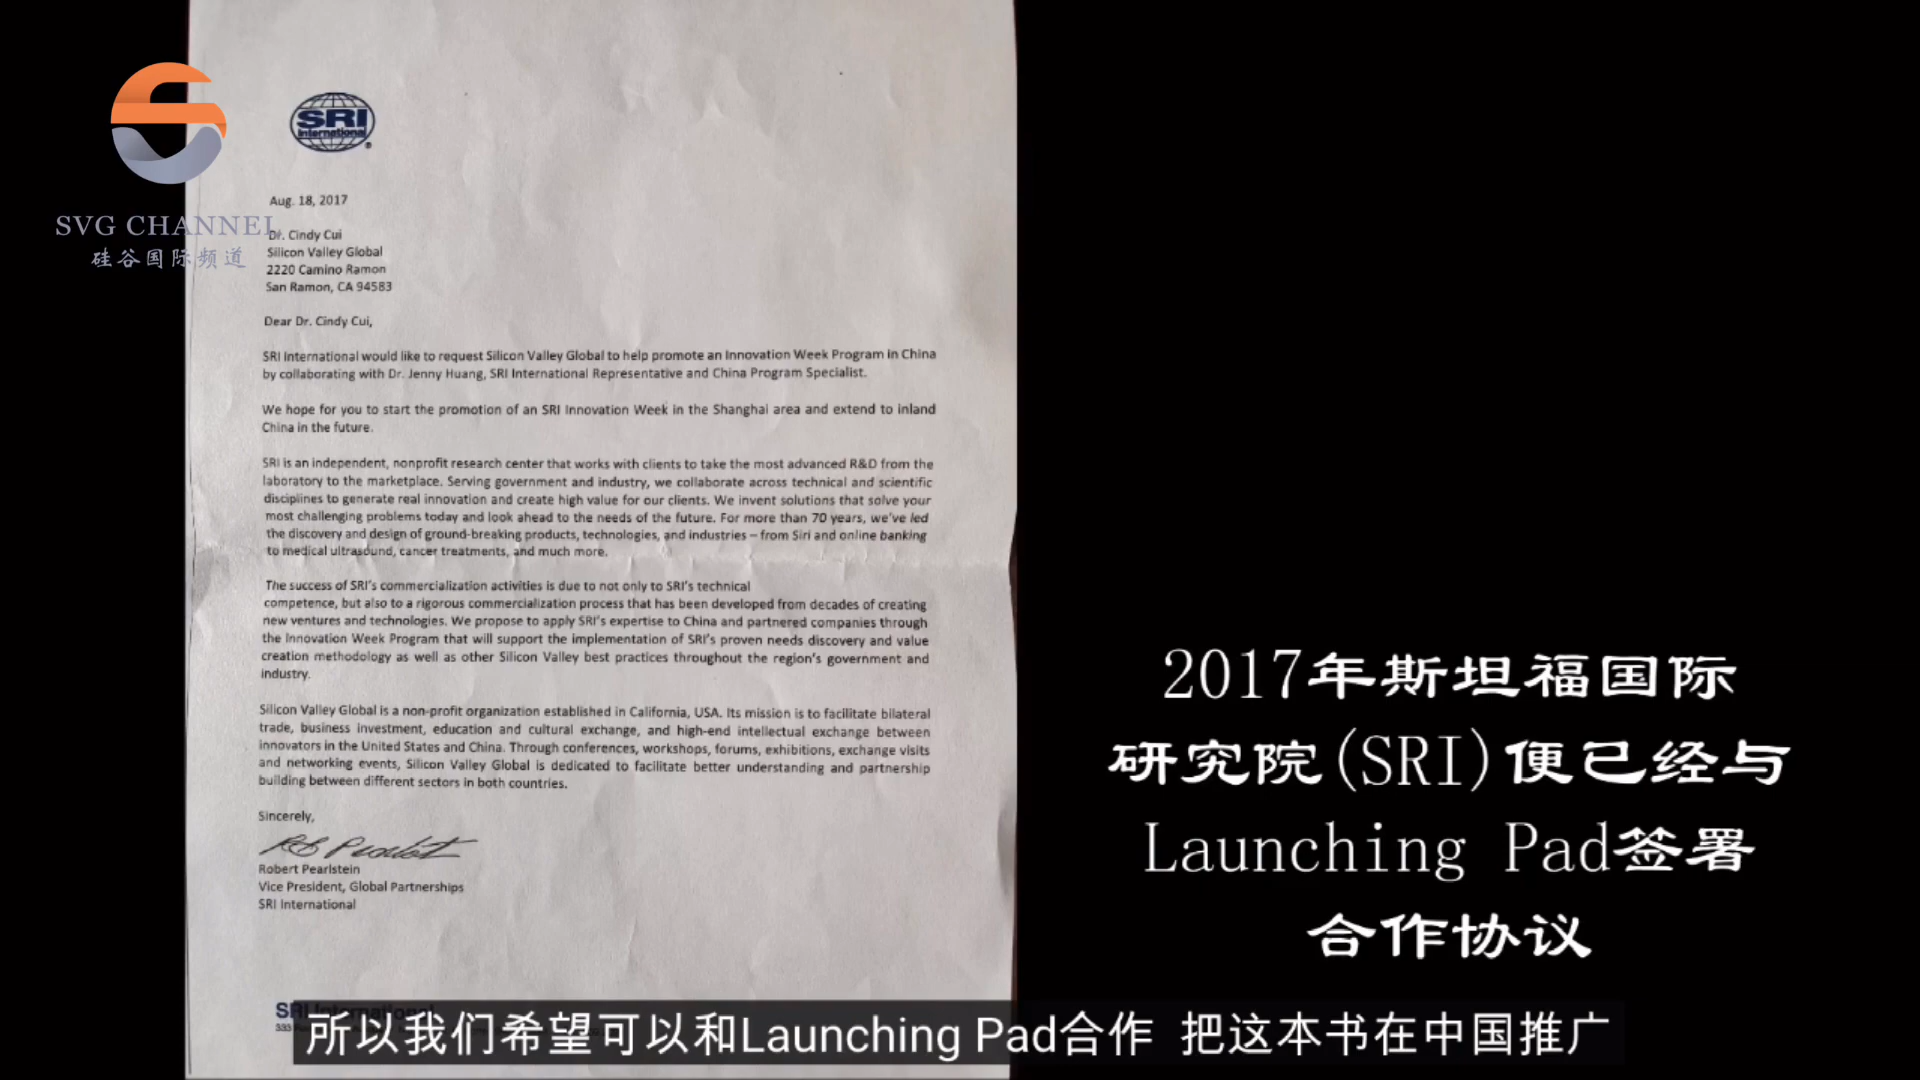 SRI
International
SVG CHANNEL
硅谷国际频道
Aug. 18, 2017
Dr. Cindy Cui
Silicon Valley Global
2220 Camino Ramon
San Ramon, CA 94583
Dear Dr. Cindy Cui,
SRI International would like to request Silicon Valley Global to help promote an Innovation Week Program in China
by collaborating with Dr. Jenny Huang, SRI International Representative and China Program Specialist.
We hope for you to start the promotion of an SRI Innovation Week in the Shanghai area and extend to inland
China in the future.
SRI is an independent, nonprofit research center that works with clients to take the most advanced R&D from the
laboratory to the marketplace. Serving government and industry, we collaborate across technical and scientific
disciplines to generate real innovation and create high value for our clients. We invent solutions that solve your
most challenging problems today and look ahead to the needs of the future. For more than 70 years, we've led
the discovery and design of ground-breaking products, technologies, and industries – from Siri and online banking
to medical ultrasound, cancer treatments, and much more.
The success of SRI's commercialization activities is due to not only to SRI's technical
competence, but also to a rigorous commercialization process that has been developed from decades of creating
new ventures and technologies. We propose to apply SRI's expertise to China and partnered companies through
the Innovation Week Program that will support the implementation of SRI's proven needs discovery and value
creation methodology as well as other Silicon Valley best practices throughout the region's government and
industry.
Silicon Valley Global is a non-profit organization established in California, USA. Its mission is to facilitate bilateral
trade, business investment, education and cultural exchange, and high-end intellectual exchange between
innovators in the United States and China. Through conferences, workshops, forums, exhibitions, exchange visits
and networking events, Silicon Valley Global is dedicated to facilitate better understanding and partnership
building between different sectors in both countries.
Sincerely,
Robert Pearlstein
Vice President, Global Partnerships
SRI International
SRI International
2017年斯坦福国际
研究院(SRI)便已经与
Launching Pad签署
合作协议
所以我们希望可以和Launching Pad合作 把这本书在中国推广